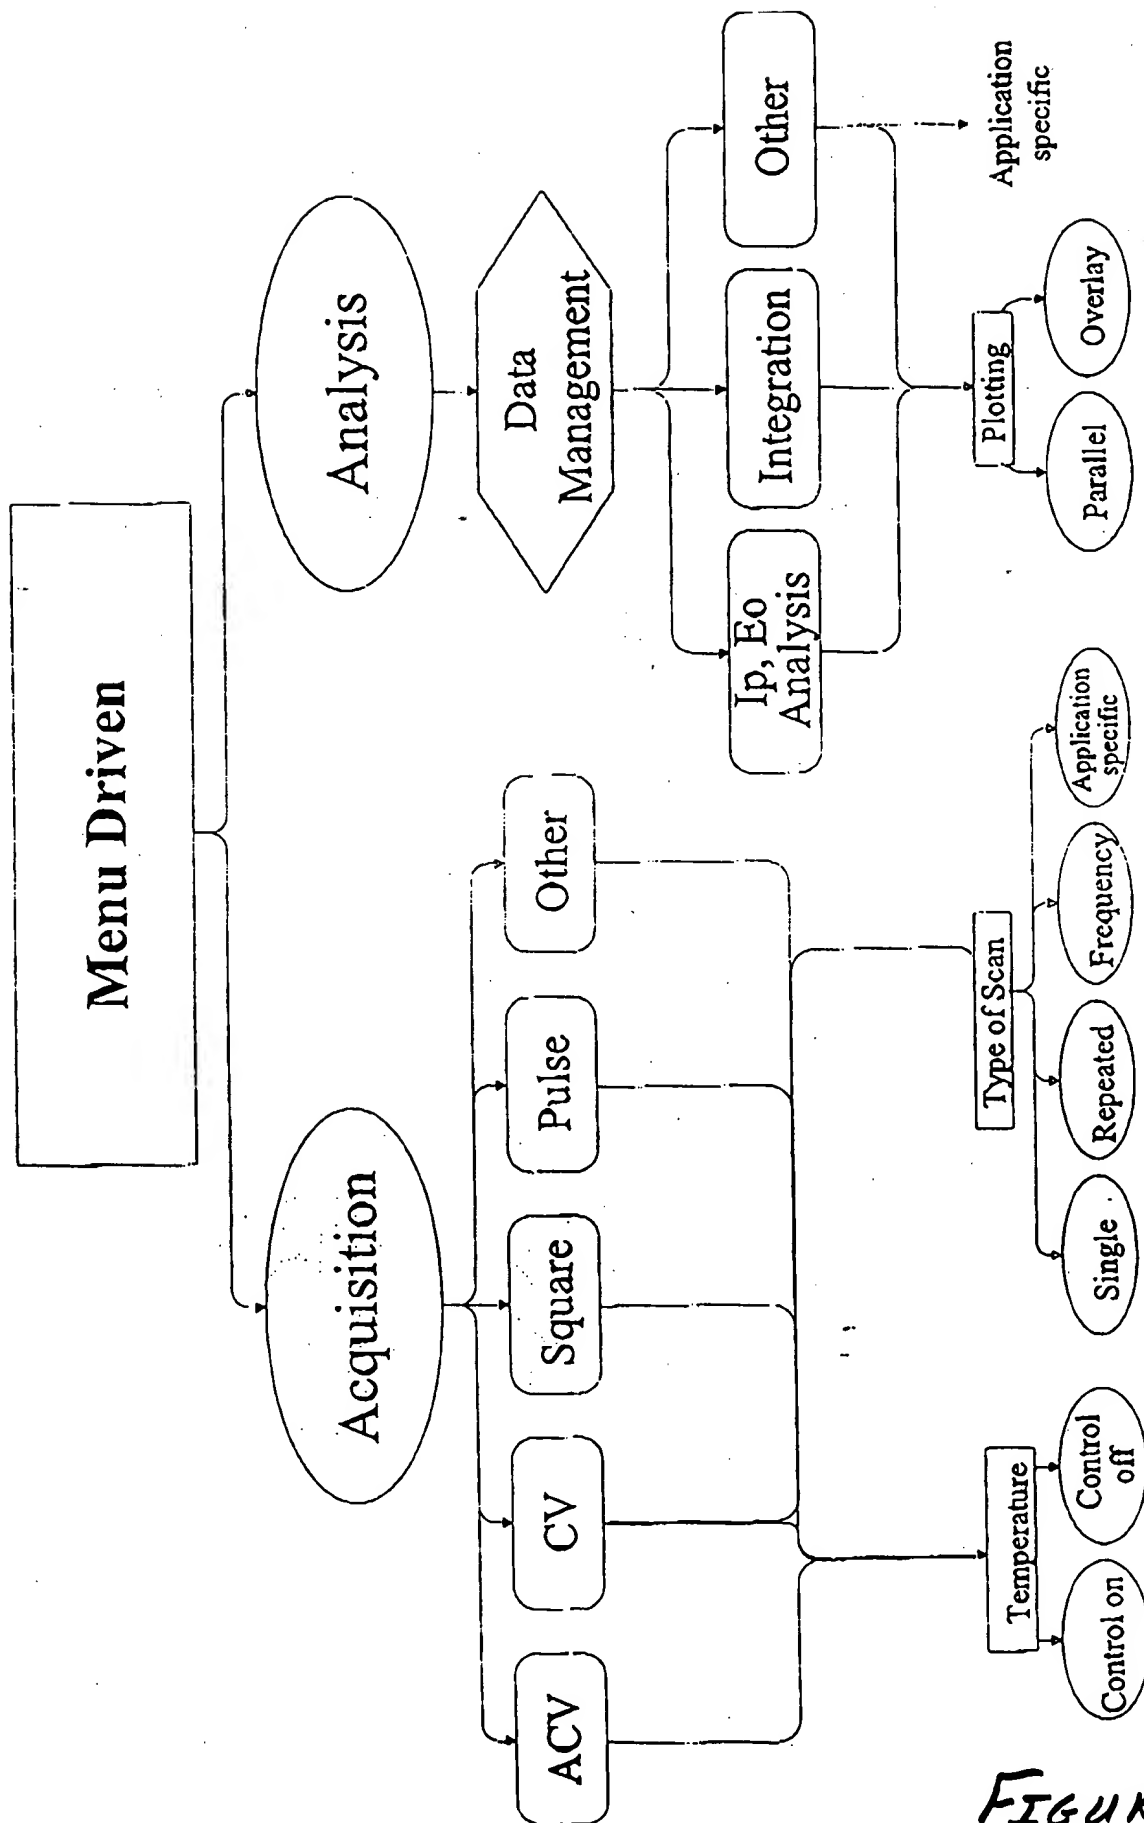 Menu Driven
Acquisition
Analysis
ACV
CV
Square
Pulse
Other
Data
Management
Ip, Eo
Analysis
Integration
Other
Temperature
Control on
Control
off
Type of Scan
Single
Repeated
Frequency
Application
specific
Plotting
Parallel
Overlay
Application
specific